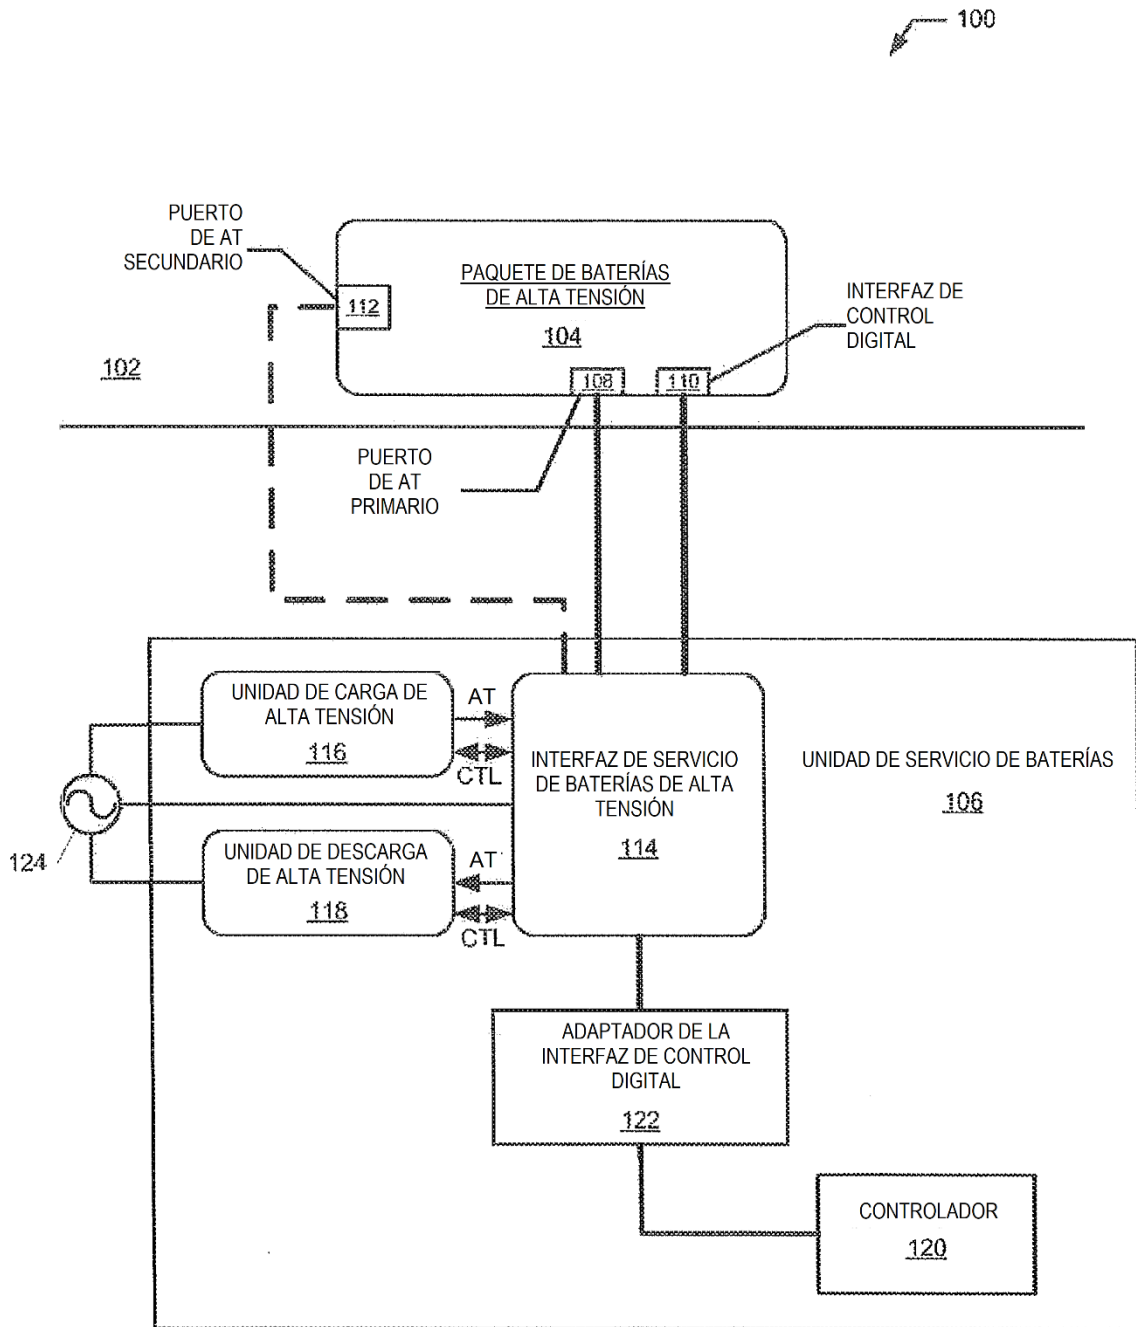 100
PUERTO
DE AT
SECUNDARIO
PAQUETE DE BATERÍAS
DE ALTA TENSIÓN
104
112
INTERFAZ DE
CONTROL
DIGITAL
102
108
110
PUERTO
DE AT
PRIMARIO
UNIDAD DE CARGA DE
ALTA TENSIÓN
116
AT
CTL
INTERFAZ DE SERVICIO
DE BATERÍAS DE ALTA
TENSIÓN
114
UNIDAD DE SERVICIO DE BATERÍAS
106
124
UNIDAD DE DESCARGA
DE ALTA TENSIÓN
118
AT
CTL
ADAPTADOR DE LA
INTERFAZ DE CONTROL
DIGITAL
122
CONTROLADOR
120